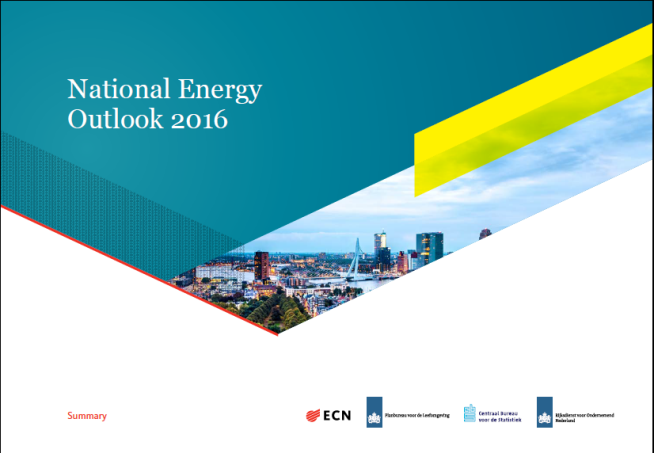 National Energy
Outlook 2016
Summary
ECN
Planbureau voor de Leefomgeving
Centraal Bureau
voor de Statistiek
Rijksdienst voor Ondernemend
Nederland